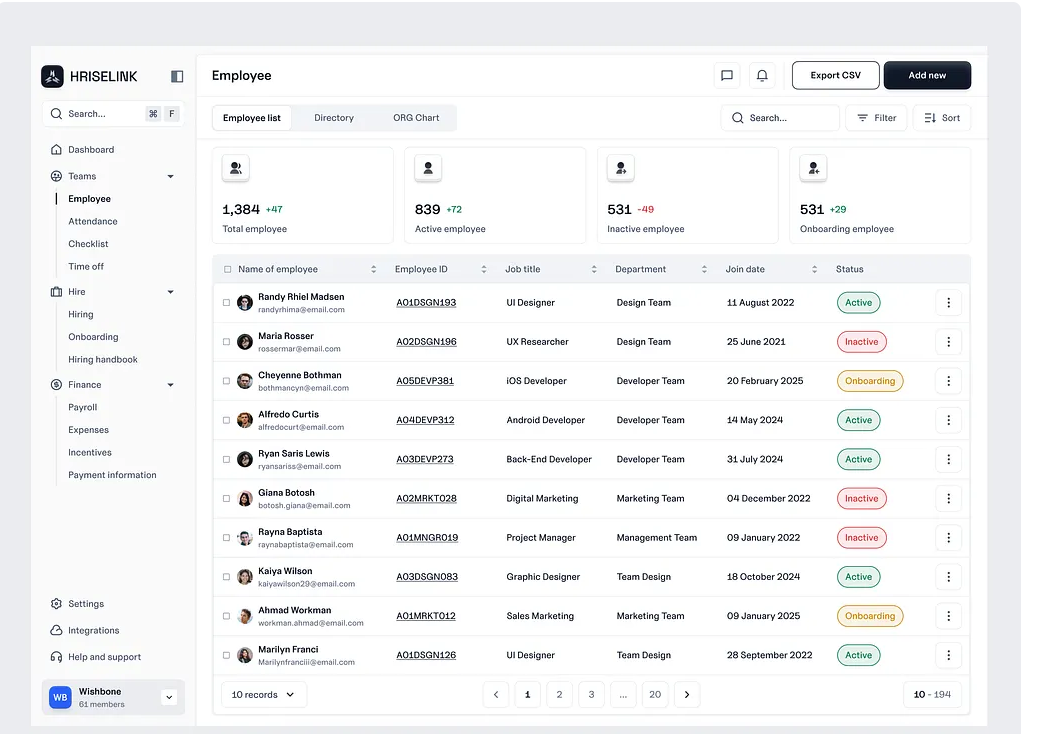 HRISELINK
Search... ⌘ F
Dashboard
Teams
Employee
Attendance
Checklist
Time off
Hire
Hiring
Onboarding
Hiring handbook
Finance
Payroll
Expenses
Incentives
Payment information
Settings
Integrations
Help and support
WB Wishbone
61 members
Employee
Export CSV
Add new
Employee list Directory ORG Chart
Search... Filter Sort
1,384 +47
Total employee
839 +72
Active employee
531 -49
Inactive employee
531 +29
Onboarding employee
Name of employee Employee ID Job title Department Join date Status
Randy Rhiel Madsen A01DSGN193 UI Designer Design Team 11 August 2022 Active
randyrhima@email.com
Maria Rosser A02DSGN196 UX Researcher Design Team 25 June 2021 Inactive
rossermar@email.com
Cheyenne Bothman A05DEVP381 iOS Developer Developer Team 20 February 2025 Onboarding
bothmancyn@email.com
Alfredo Curtis A04DEVP312 Android Developer Developer Team 14 May 2024 Active
alfredocurt@email.com
Ryan Saris Lewis A03DEVP273 Back-End Developer Developer Team 31 July 2024 Active
ryansariss@email.com
Giana Botosh A02MRKT028 Digital Marketing Marketing Team 04 December 2022 Inactive
botosh.giana@email.com
Rayna Baptista A01MNGR019 Project Manager Management Team 09 January 2022 Inactive
raynabaptista@email.com
Kaiya Wilson A03DSGN083 Graphic Designer Team Design 18 October 2024 Active
kaiyawilson29@email.com
Ahmad Workman A01MRKT012 Sales Marketing Marketing Team 09 January 2025 Onboarding
workman.ahmad@email.com
Marilyn Franci A01DSGN126 UI Designer Team Design 28 September 2022 Active
Marilynfranciii@email.com
10 records
1 2 3 ... 20
10 - 194